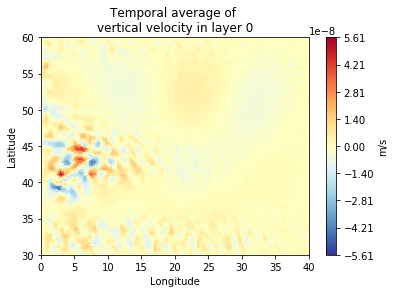 Temporal average of
vertical velocity in layer 0
1e−8
60
55
50
45
40
35
30
Latitude
0 5 10 15 20 25 30 35 40
Longitude
5.61
4.21
2.81
1.40
0.00
−1.40
−2.81
−4.21
−5.61
m/s